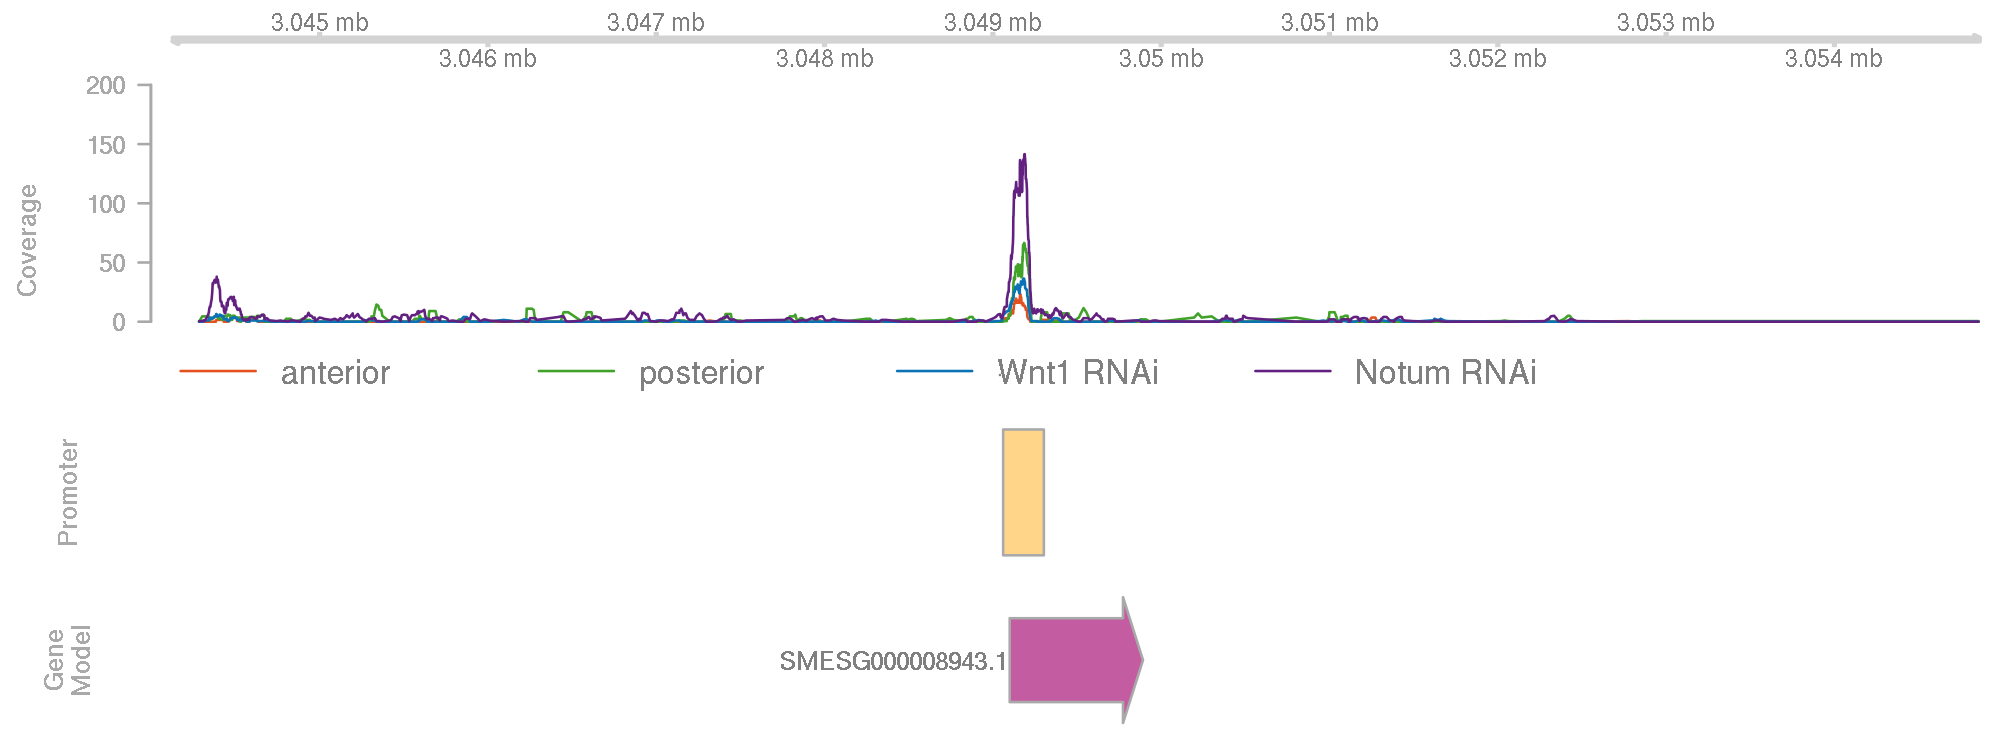 3.045 mb 3.047 mb 3.049 mb 3.051 mb 3.053 mb
3.046 mb 3.048 mb 3.05 mb 3.052 mb 3.054 mb
200
150
100
50
0
Coverage
anterior posterior Wnt1 RNAi Notum RNAi
Promoter
Gene
Model
SMESG000008943.1